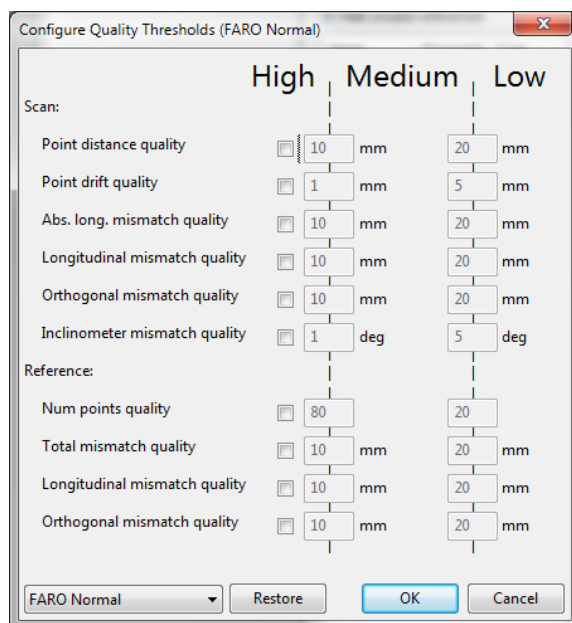 Configure Quality Thresholds (FARO Normal)
High Medium Low
Scan:
Point distance quality 10 mm 20 mm
Point drift quality 1 mm 5 mm
Abs. long. mismatch quality 10 mm 20 mm
Longitudinal mismatch quality 10 mm 20 mm
Orthogonal mismatch quality 10 mm 20 mm
Inclinometer mismatch quality 1 deg 5 deg
Reference:
Num points quality 80 20
Total mismatch quality 10 mm 20 mm
Longitudinal mismatch quality 10 mm 20 mm
Orthogonal mismatch quality 10 mm 20 mm
FARO Normal Restore OK Cancel